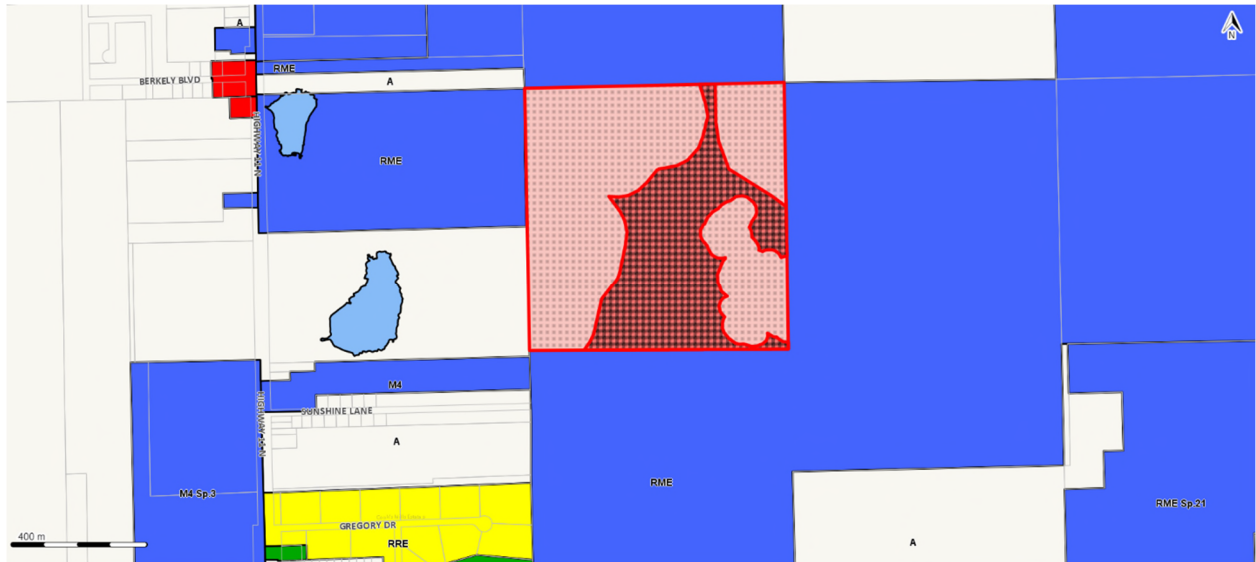 A
N
RME
BERKELY BLVD
A
RME
M4
SUNSHINE LANE
A
RME
M4 Sp.3
RME Sp.21
GREGORY DR
400 m
RRE
A